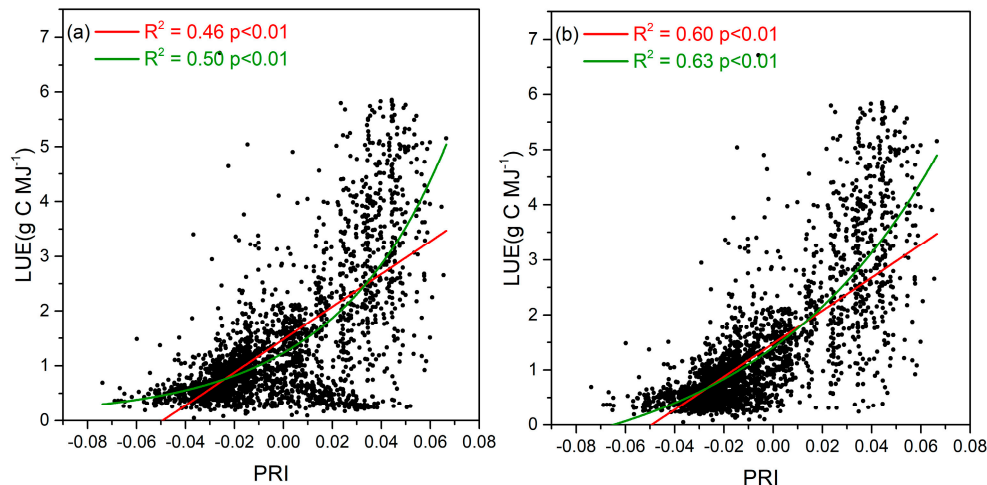 (a) R² = 0.46 p<0.01
R² = 0.50 p<0.01
7
6
5
4
3
2
1
0
LUE(g C MJ⁻¹)
-0.08 -0.06 -0.04 -0.02 0.00 0.02 0.04 0.06 0.08
PRI
(b) R² = 0.60 p<0.01
R² = 0.63 p<0.01
7
6
5
4
3
2
1
0
LUE(g C MJ⁻¹)
-0.08 -0.06 -0.04 -0.02 0.00 0.02 0.04 0.06 0.08
PRI